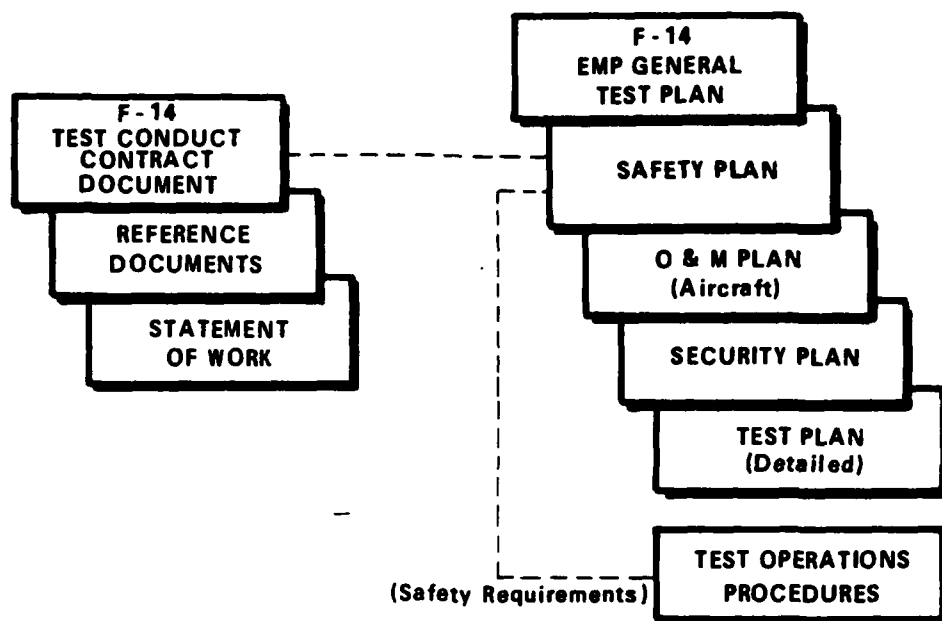 F-14
TEST CONDUCT
CONTRACT
DOCUMENT
REFERENCE
DOCUMENTS
STATEMENT
OF WORK
F-14
EMP GENERAL
TEST PLAN
SAFETY PLAN
O & M PLAN
(Aircraft)
SECURITY PLAN
TEST PLAN
(Detailed)
TEST OPERATIONS
PROCEDURES
(Safety Requirements)